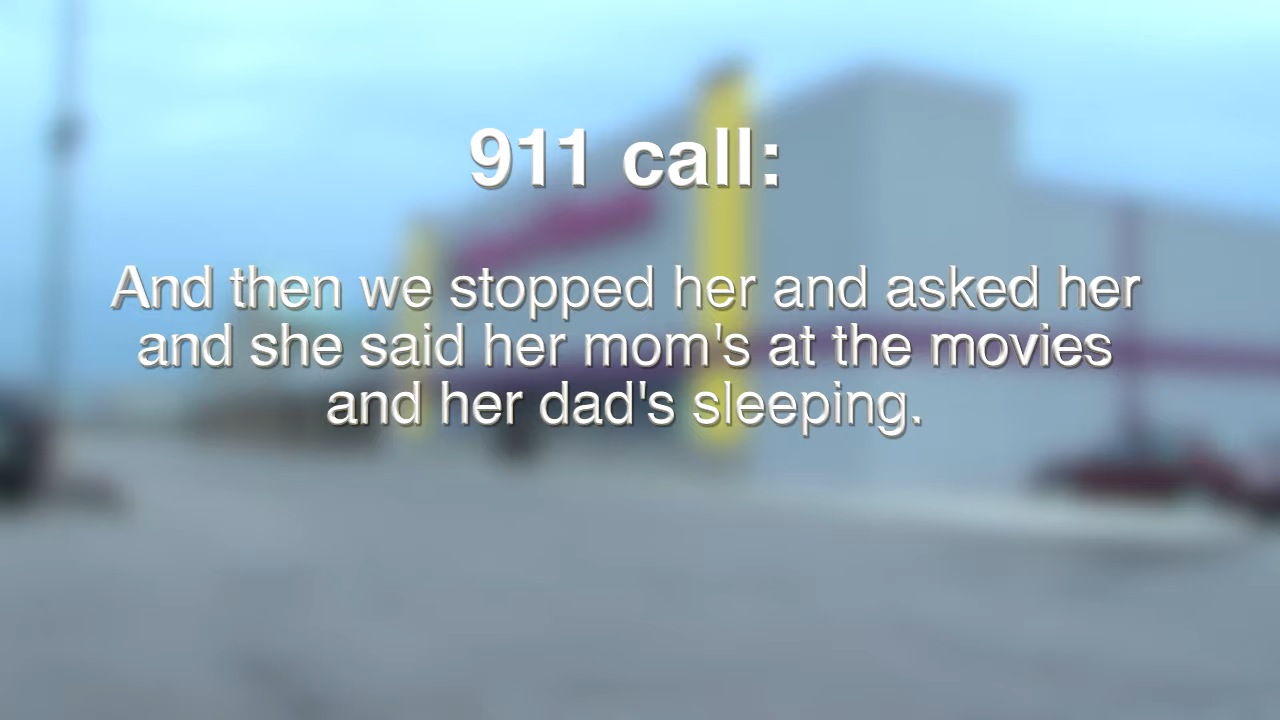 911 call:
And then we stopped her and asked her
and she said her mom's at the movies
and her dad's sleeping.